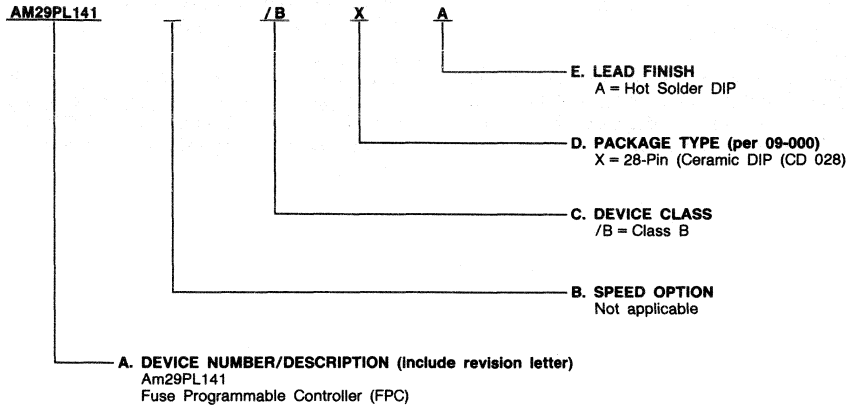 AM29PL141 /B X A
E. LEAD FINISH
A = Hot Solder DIP
D. PACKAGE TYPE (per 09-000)
X = 28-Pin (Ceramic DIP (CD 028)
C. DEVICE CLASS
/B = Class B
B. SPEED OPTION
Not applicable
A. DEVICE NUMBER/DESCRIPTION (include revision letter)
Am29PL141
Fuse Programmable Controller (FPC)